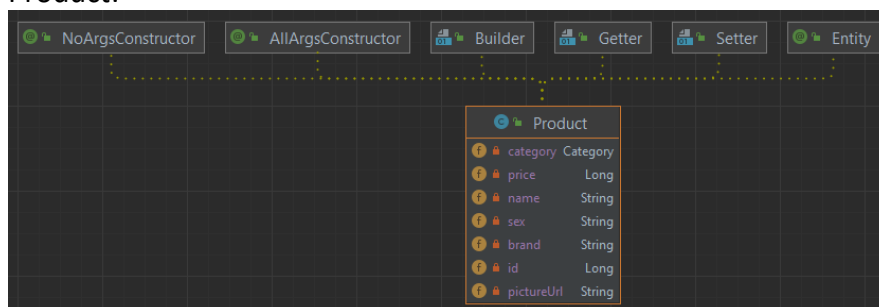 Product:
NoArgsConstructor AllArgsConstructor Builder Getter Setter Entity
Product
category Category
price Long
name String
sex String
brand String
id Long
pictureUrl String